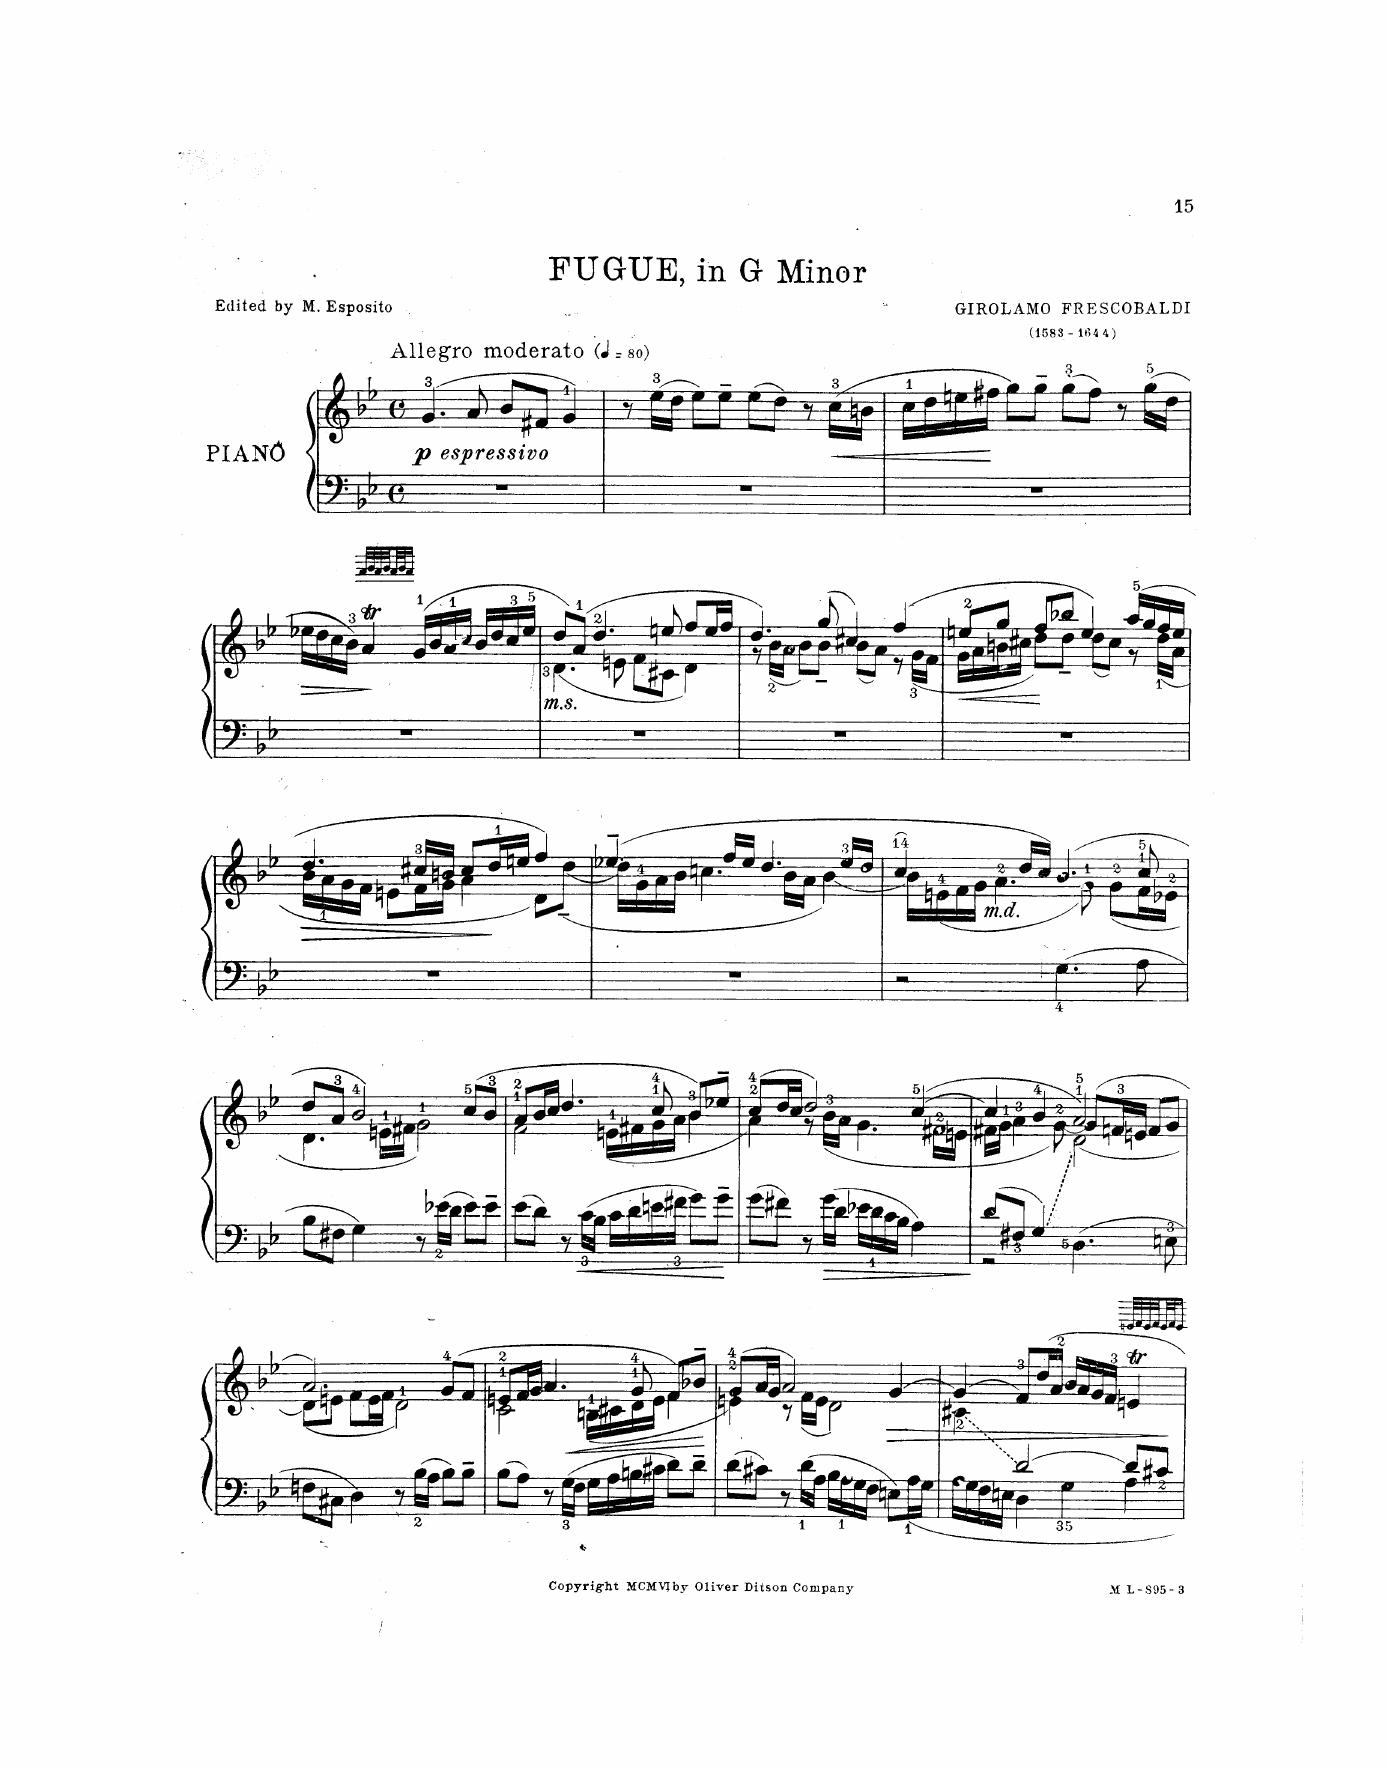 15
FUGUE, in G Minor
Edited by M. Esposito
GIROLAMO FRESCOBALDI
(1583 - 1644)
Allegro moderato (♩ = 80)
PIANO
p espressivo
m.s.
m.d.
Copyright MCMVI by Oliver Ditson Company
M L - 895 - 3